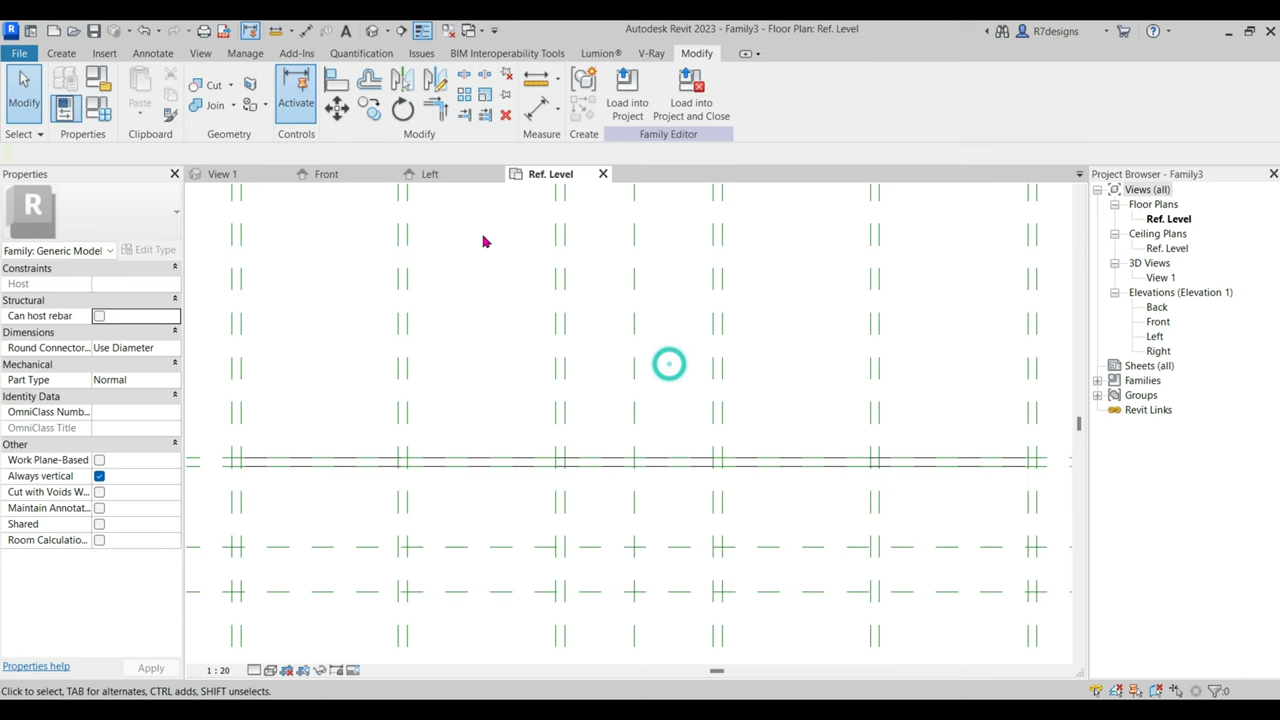 Autodesk Revit 2023 - Family3 - Floor Plan: Ref. Level
R7designs
File Create Insert Annotate View Manage Add-Ins Quantification Issues BIM Interoperability Tools Lumion® V-Ray Modify
Modify Paste Cut Join Activate Load into Project Load into Project and Close
Select Properties Clipboard Geometry Controls Modify Measure Create Family Editor
Properties
View 1 Front Left Ref. Level
Project Browser - Family3
R
Family: Generic Model Edit Type
Constraints
Host
Structural
Can host rebar
Dimensions
Round Connector... Use Diameter
Mechanical
Part Type Normal
Identity Data
OmniClass Numb...
OmniClass Title
Other
Work Plane-Based
Always vertical
Cut with Voids W...
Maintain Annotat...
Shared
Room Calculatio...
Properties help Apply
Views (all)
Floor Plans
Ref. Level
Ceiling Plans
Ref. Level
3D Views
View 1
Elevations (Elevation 1)
Back
Front
Left
Right
Sheets (all)
Families
Groups
Revit Links
1 : 20
Click to select, TAB for alternates, CTRL adds, SHIFT unselects.
:0